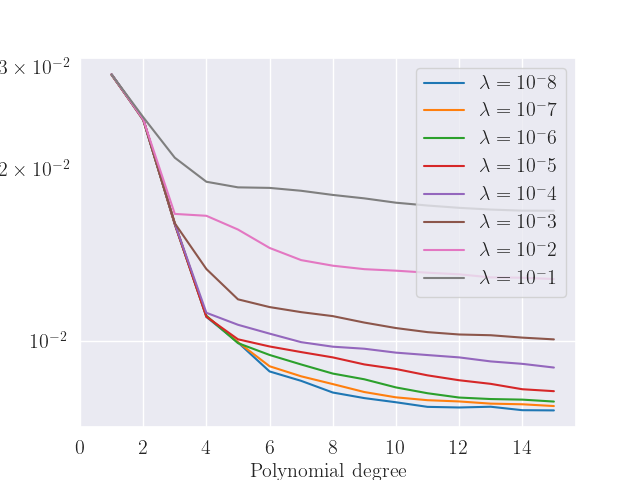 3 × 10⁻²
2 × 10⁻²
10⁻²
λ = 10⁻8
λ = 10⁻7
λ = 10⁻6
λ = 10⁻5
λ = 10⁻4
λ = 10⁻3
λ = 10⁻2
λ = 10⁻1
0 2 4 6 8 10 12 14
Polynomial degree